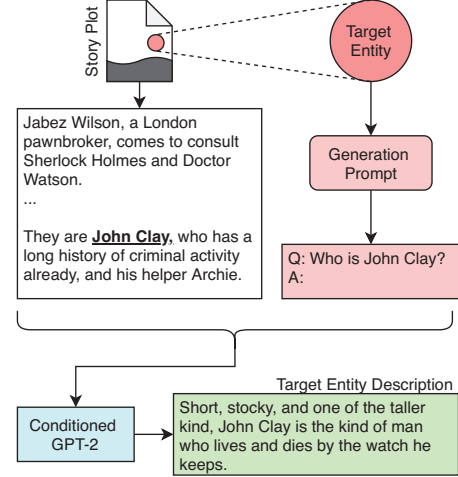 Story Plot
Target
Entity
Jabez Wilson, a London
pawnbroker, comes to consult
Sherlock Holmes and Doctor
Watson.
...
They are John Clay, who has a
long history of criminal activity
already, and his helper Archie.
Generation
Prompt
Q: Who is John Clay?
A:
Target Entity Description
Conditioned
GPT-2
Short, stocky, and one of the taller
kind, John Clay is the kind of man
who lives and dies by the watch he
keeps.